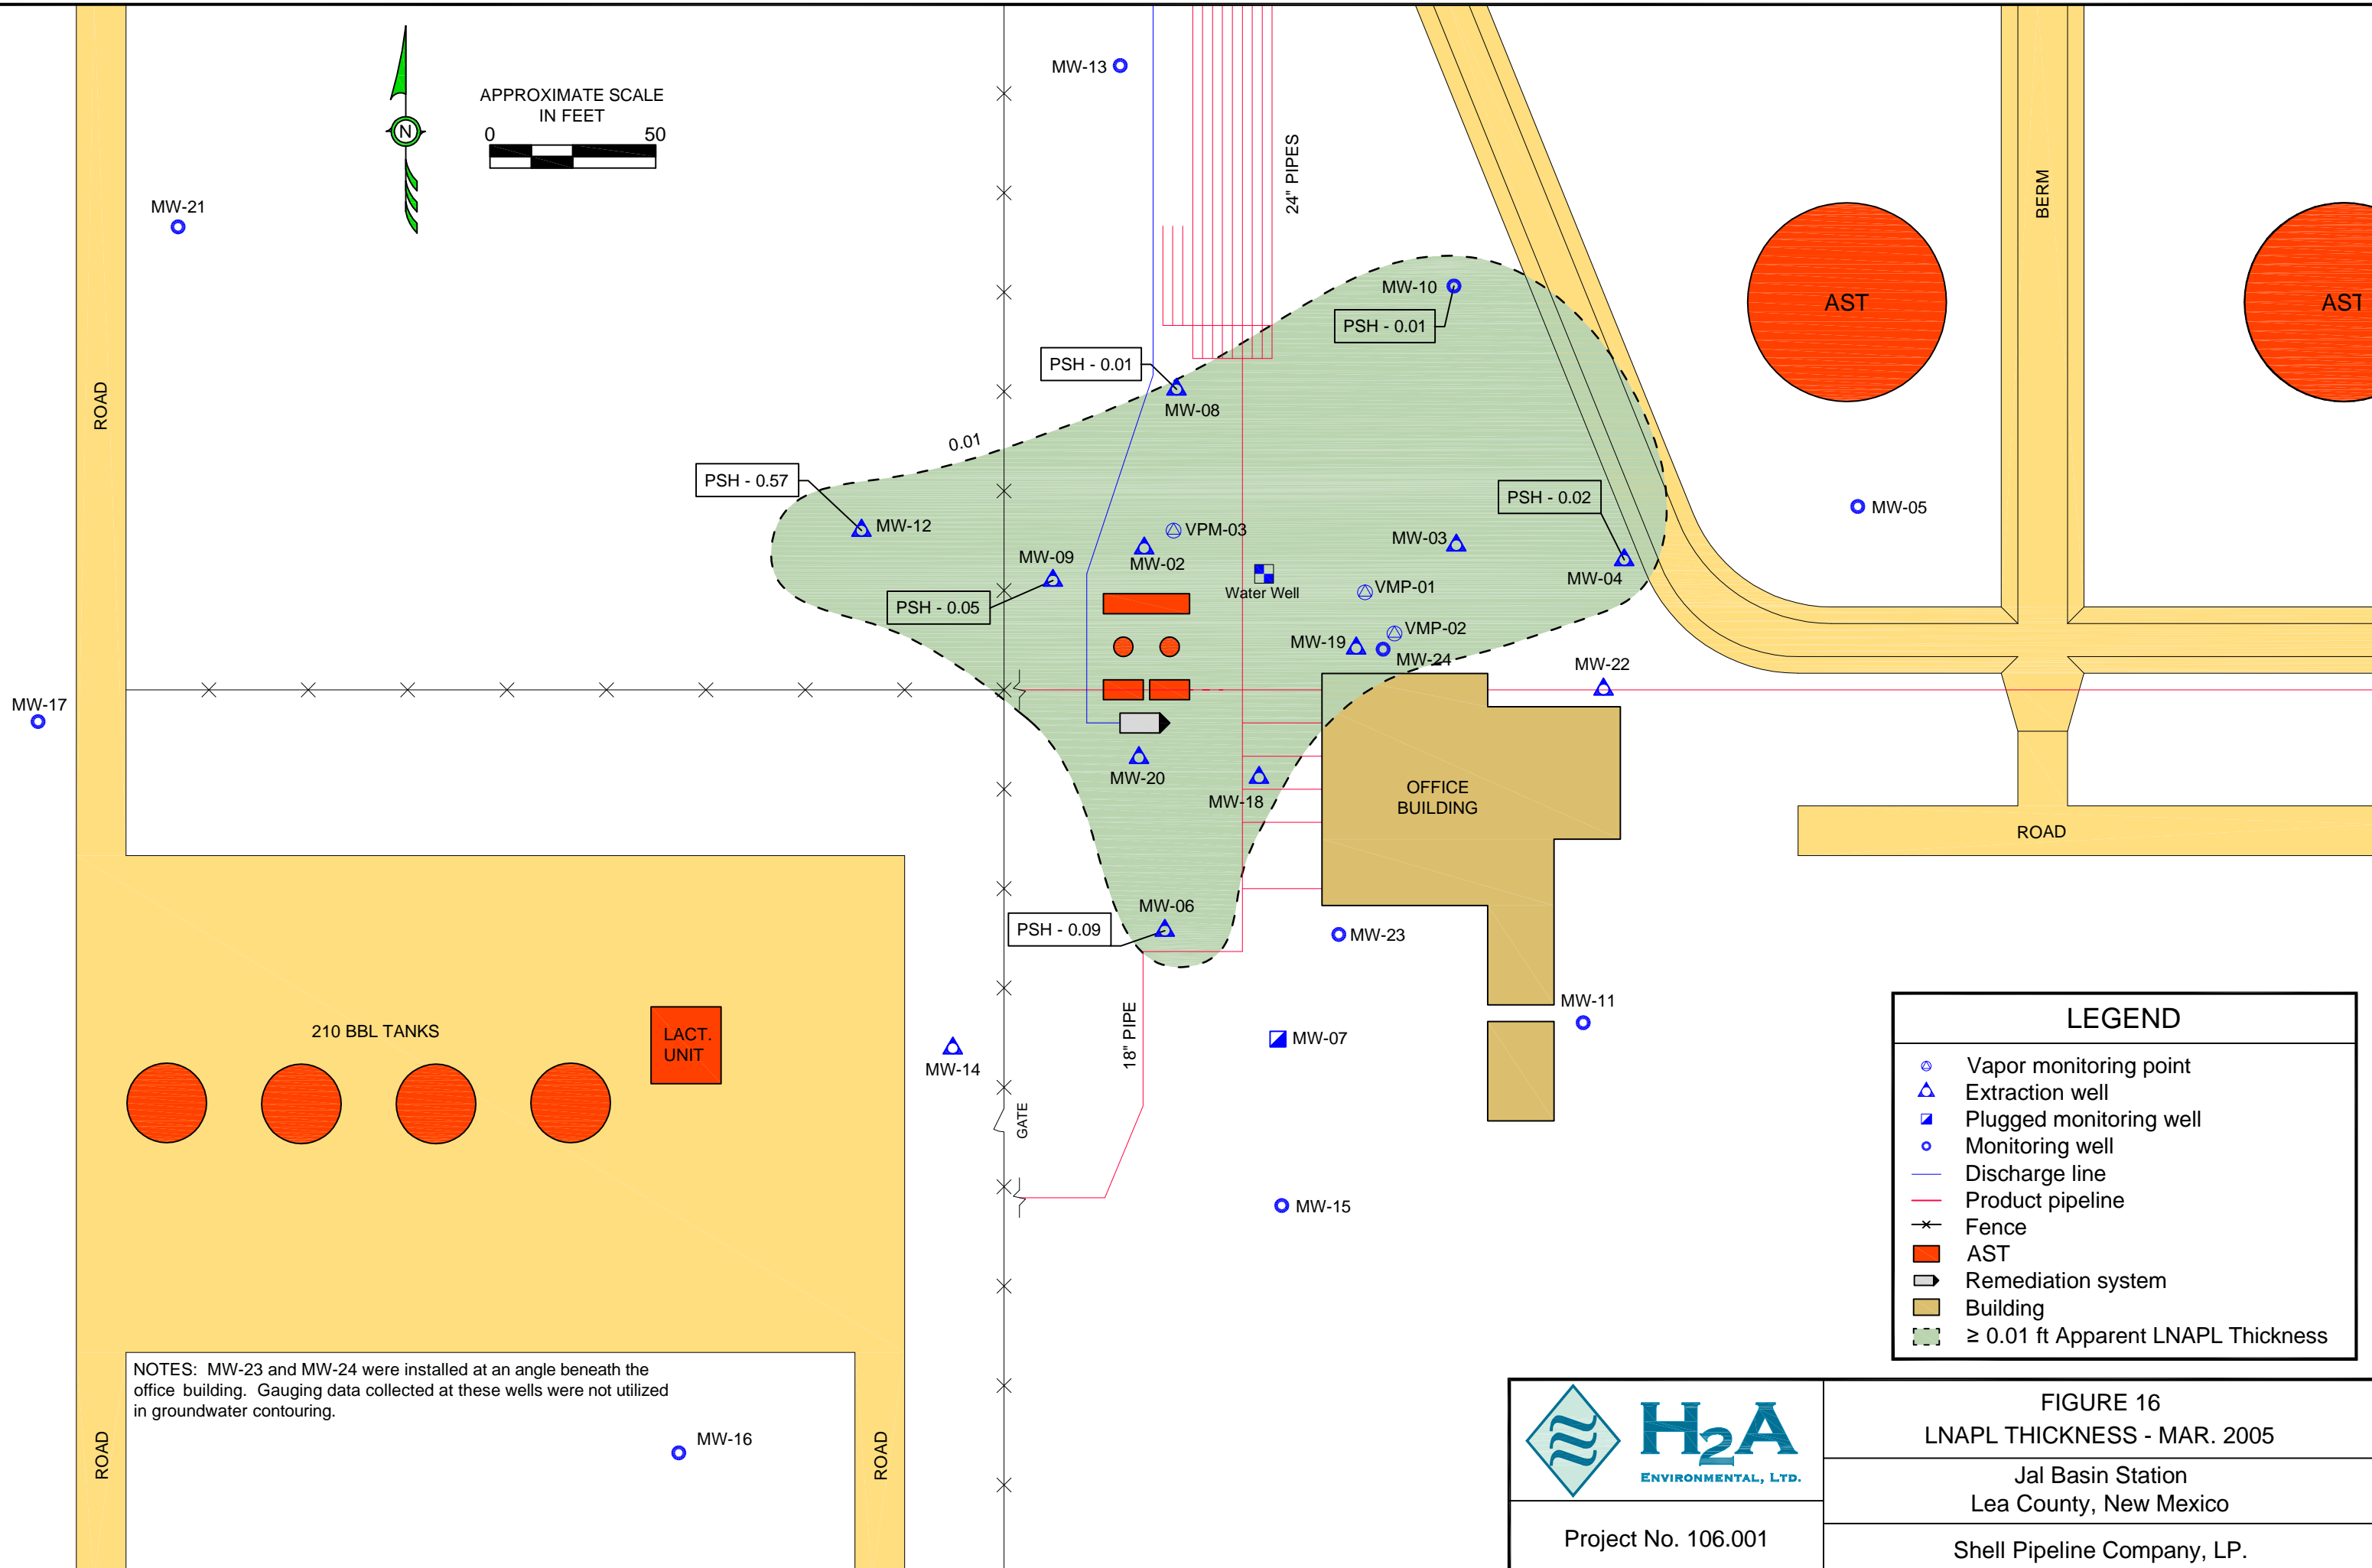 MW-13
APPROXIMATE SCALE
IN FEET
0 50
N
24" PIPES
BERM
MW-21
MW-10
AST
AST
PSH - 0.01
PSH - 0.01
MW-08
ROAD
0.01
PSH - 0.57
PSH - 0.02
MW-05
MW-12
VPM-03
MW-03
MW-09
MW-02
MW-04
VMP-01
Water Well
PSH - 0.05
VMP-02
MW-19
MW-24
MW-22
MW-17
MW-20
OFFICE
BUILDING
MW-18
ROAD
MW-06
PSH - 0.09
MW-23
MW-11
210 BBL TANKS
LACT.
UNIT
18" PIPE
MW-07
MW-14
GATE
MW-15
LEGEND
Vapor monitoring point
Extraction well
Plugged monitoring well
Monitoring well
Discharge line
Product pipeline
Fence
AST
Remediation system
Building
≥ 0.01 ft Apparent LNAPL Thickness
NOTES: MW-23 and MW-24 were installed at an angle beneath the
office building. Gauging data collected at these wells were not utilized
in groundwater contouring.
ROAD
MW-16
ROAD
H2A
ENVIRONMENTAL, LTD.
Project No. 106.001
FIGURE 16
LNAPL THICKNESS - MAR. 2005
Jal Basin Station
Lea County, New Mexico
Shell Pipeline Company, LP.